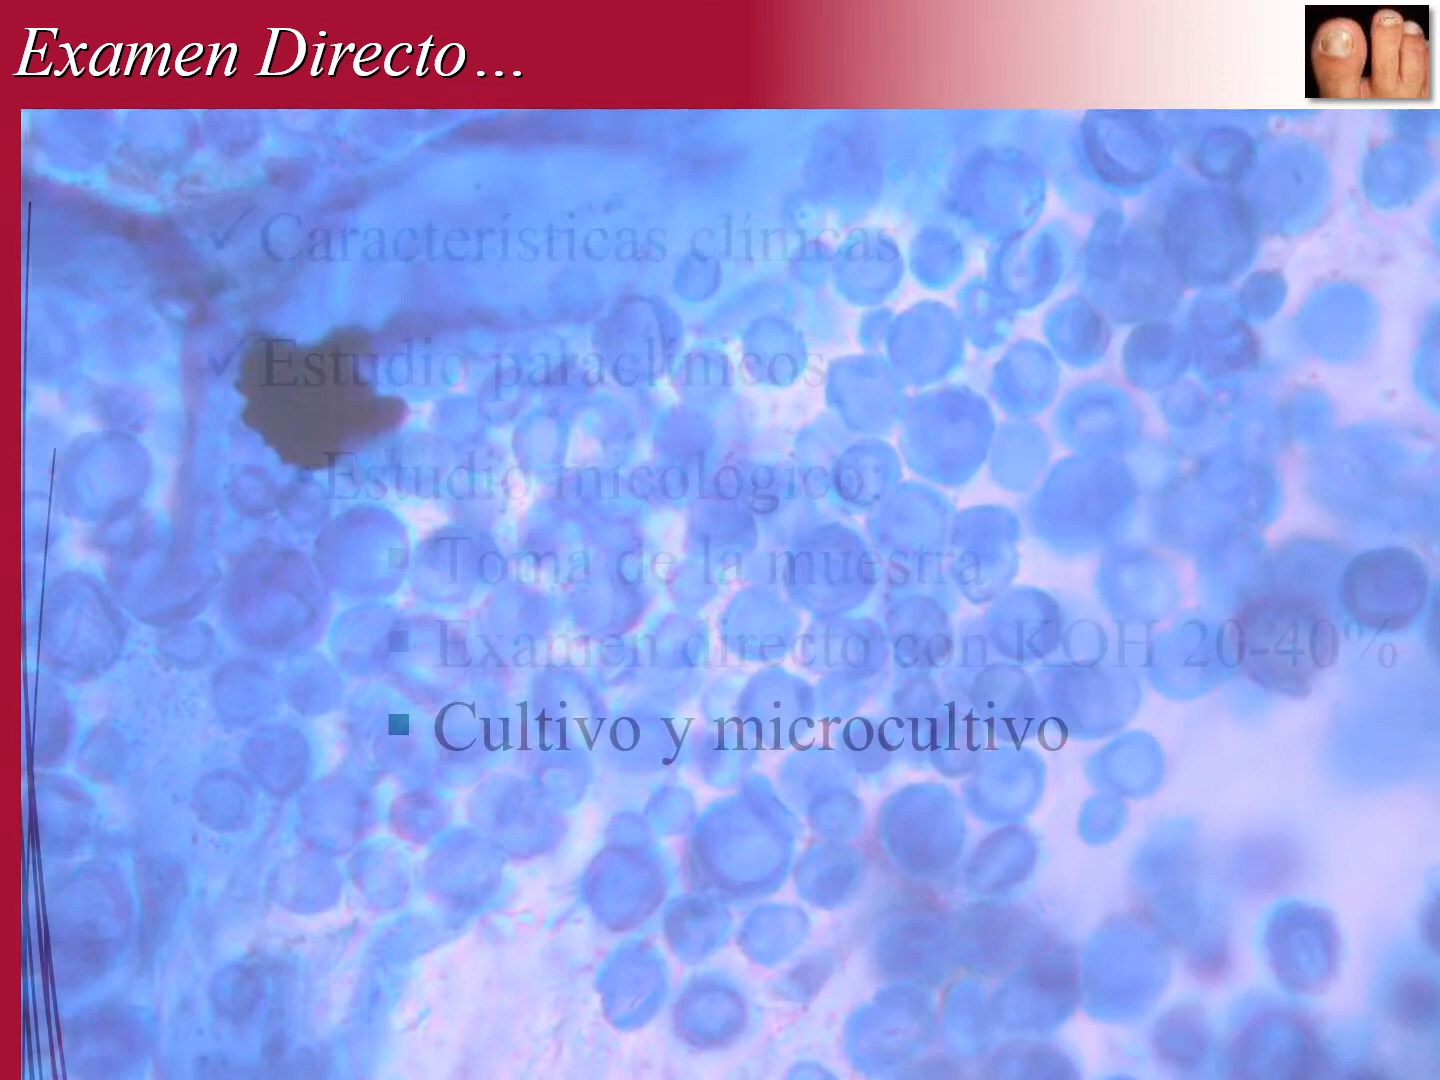 Examen Directo…
✓ Características clínicas
✓ Estudio paraclínicos
- Estudio micológico:
▪ Toma de la muestra
▪ Examen directo con KOH 20-40%
▪ Cultivo y microcultivo